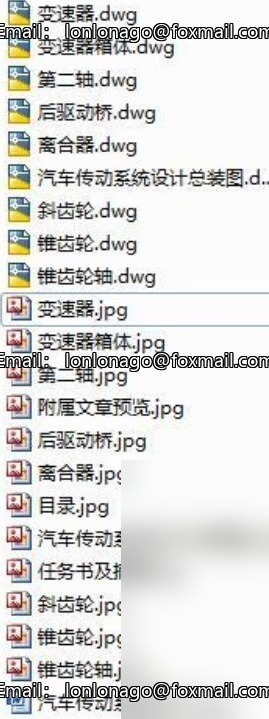 变速器.dwg
Email: lonlonago@foxmail.com
变速器箱体.dwg
第二轴.dwg
后驱动桥.dwg
离合器.dwg
汽车传动系统设计总装图.d...
斜齿轮.dwg
锥齿轮.dwg
锥齿轮轴.dwg
变速器.jpg
变速器箱体.jpg
Email: lonlonago@foxmail.com
第二轴.jpg
附属文章预览.jpg
后驱动桥.jpg
离合器.jpg
目录.jpg
汽车传动
任务书及
斜齿轮.jpg
锥齿轮.jpg
锥齿轮轴.j
Email: lonlonago@foxmail.com
汽车传动